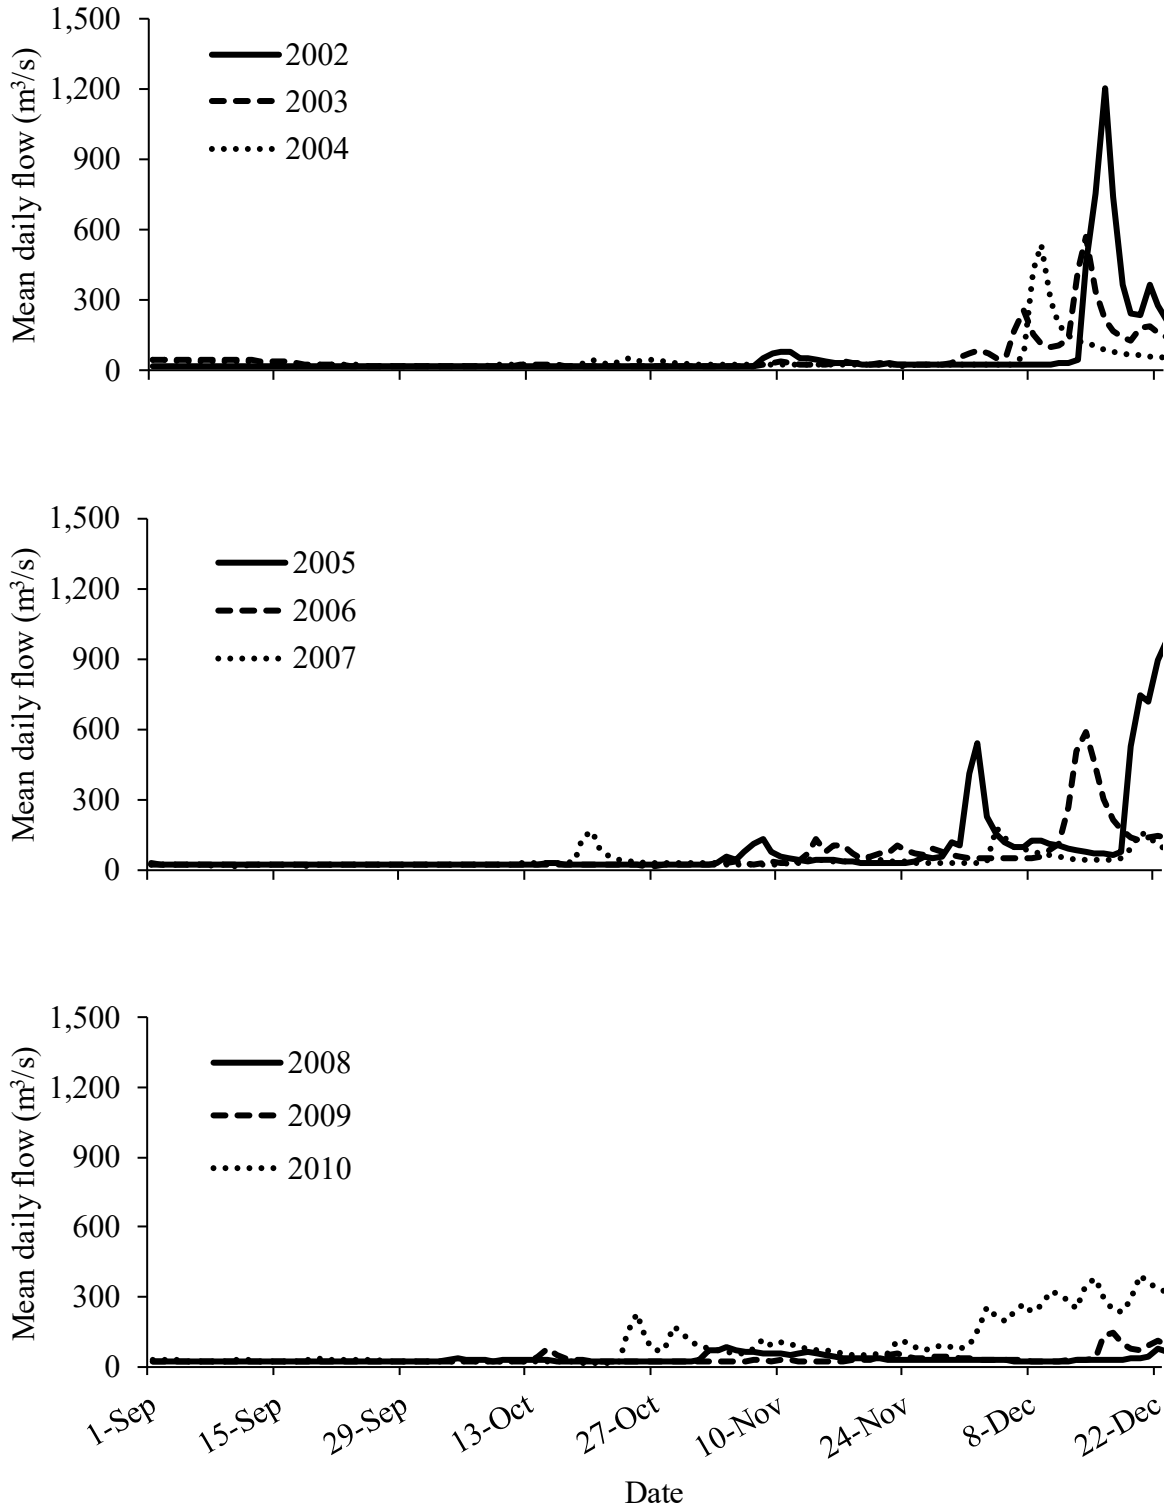 1,500
1,200
900
600
300
0
Mean daily flow (m³/s)
2002
2003
2004
1,500
1,200
900
600
300
0
Mean daily flow (m³/s)
2005
2006
2007
1,500
1,200
900
600
300
0
Mean daily flow (m³/s)
2008
2009
2010
1-Sep
15-Sep
29-Sep
13-Oct
27-Oct
10-Nov
24-Nov
8-Dec
22-Dec
Date